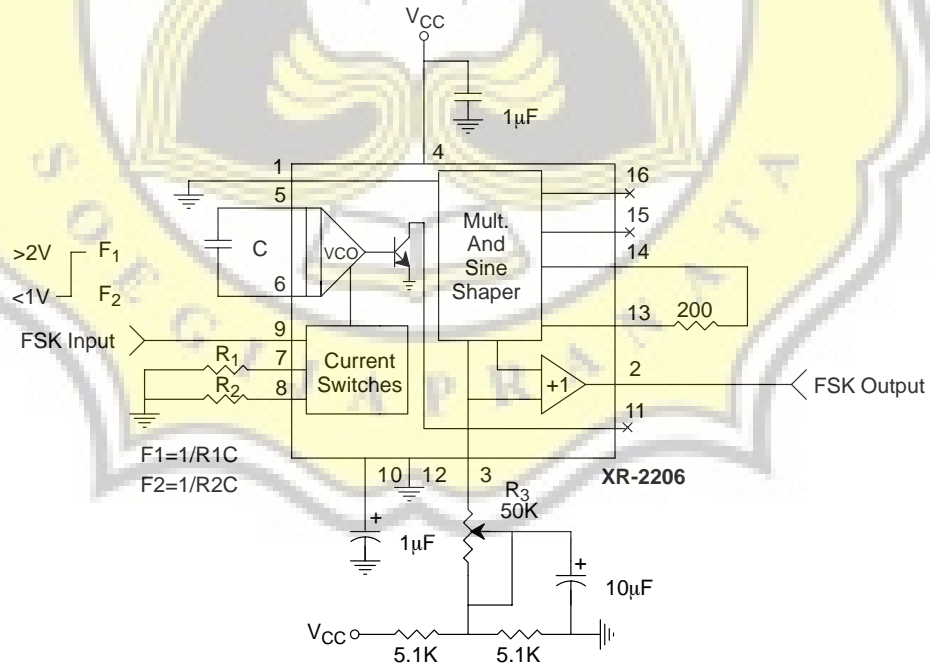 VCC
1µF
4
1
16
5
15
Mult.
And
Sine
Shaper
14
>2V
F1
C
VCO
<1V
F2
6
13
200
FSK Input
9
R1
7
Current
Switches
R2
8
+1
2
FSK Output
11
F1=1/R1C
F2=1/R2C
10
12
3
XR-2206
R3
50K
+
1µF
+
10µF
VCC
5.1K
5.1K
SOEGIJAPRANATA